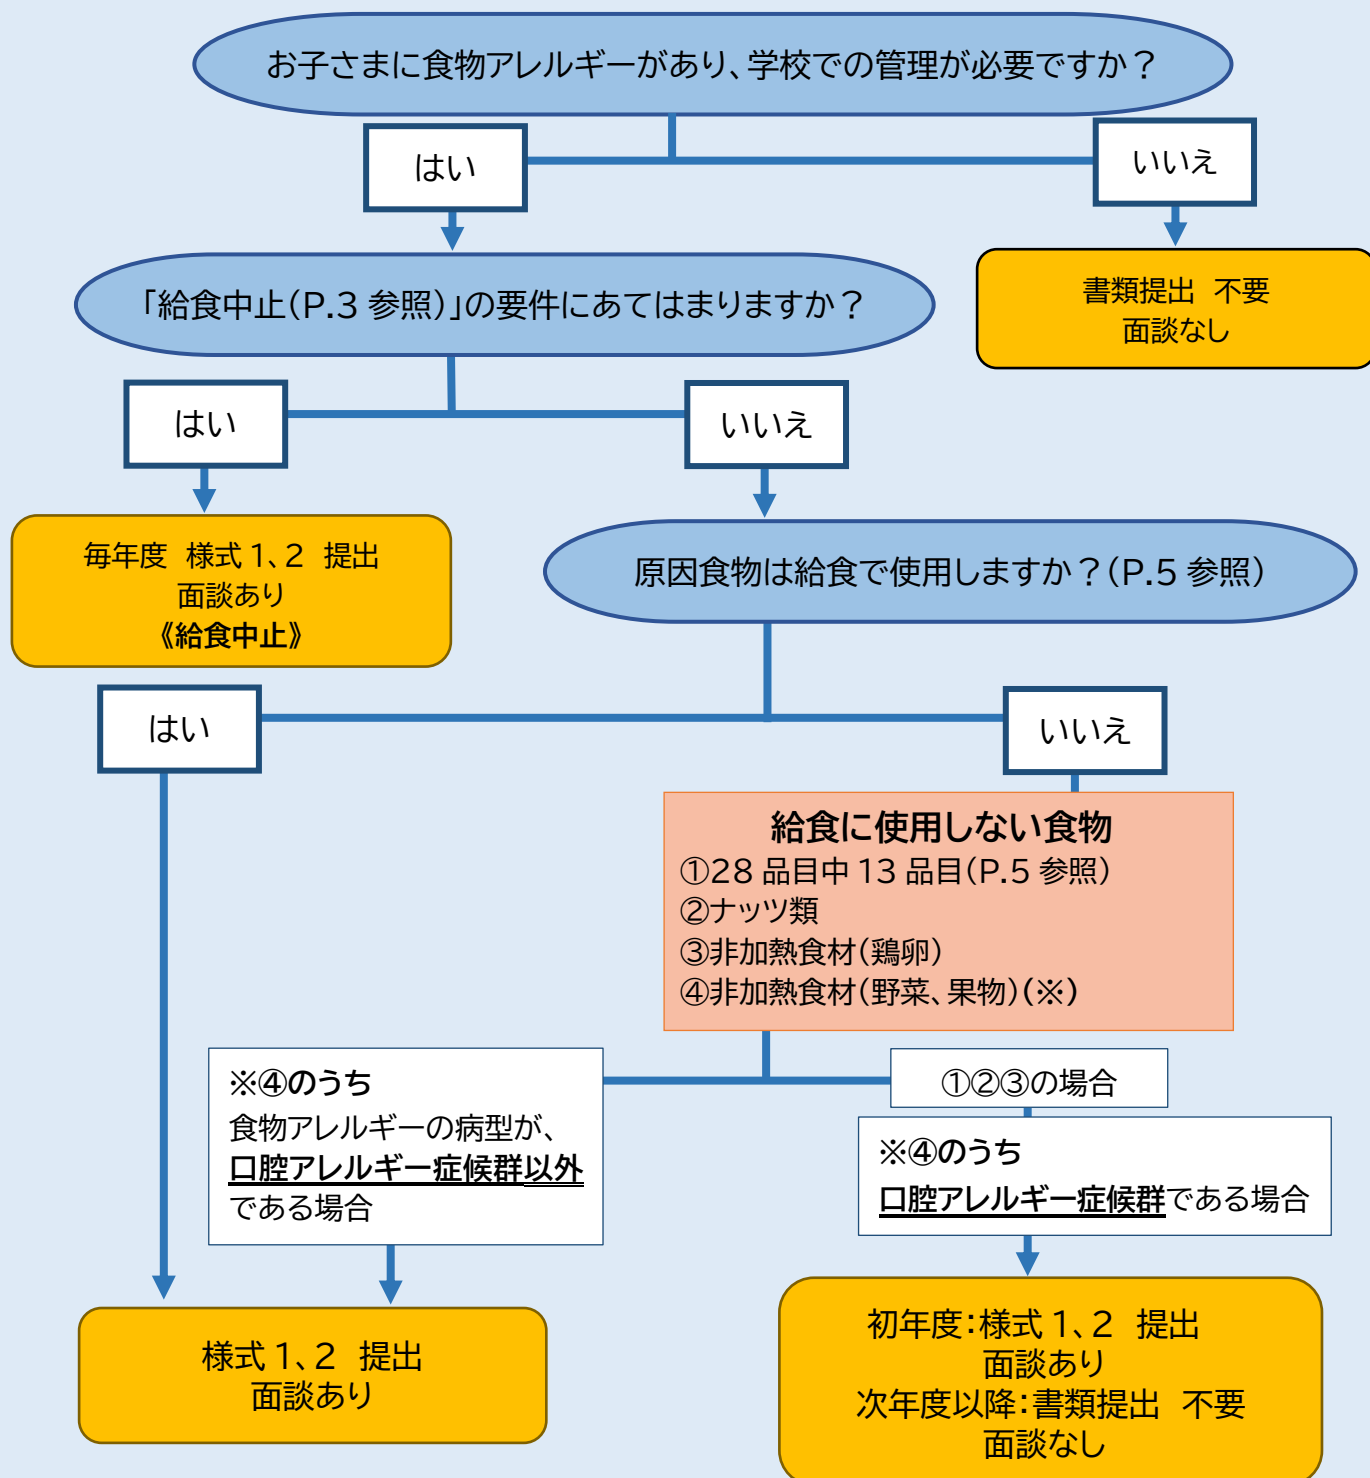 お子さまに食物アレルギーがあり、学校での管理が必要ですか？
はい
いいえ
書類提出　不要
面談なし
「給食中止(P.3 参照)」の要件にあてはまりますか？
はい
いいえ
毎年度　様式 1、2　提出
面談あり
《給食中止》
原因食物は給食で使用しますか？(P.5 参照)
はい
いいえ
給食に使用しない食物
①28 品目中 13 品目(P.5 参照)
②ナッツ類
③非加熱食材(鶏卵)
④非加熱食材(野菜、果物)(※)
※④のうち
食物アレルギーの病型が、
口腔アレルギー症候群以外
である場合
①②③の場合
※④のうち
口腔アレルギー症候群である場合
様式 1、2　提出
面談あり
初年度：様式 1、2　提出
面談あり
次年度以降：書類提出　不要
面談なし